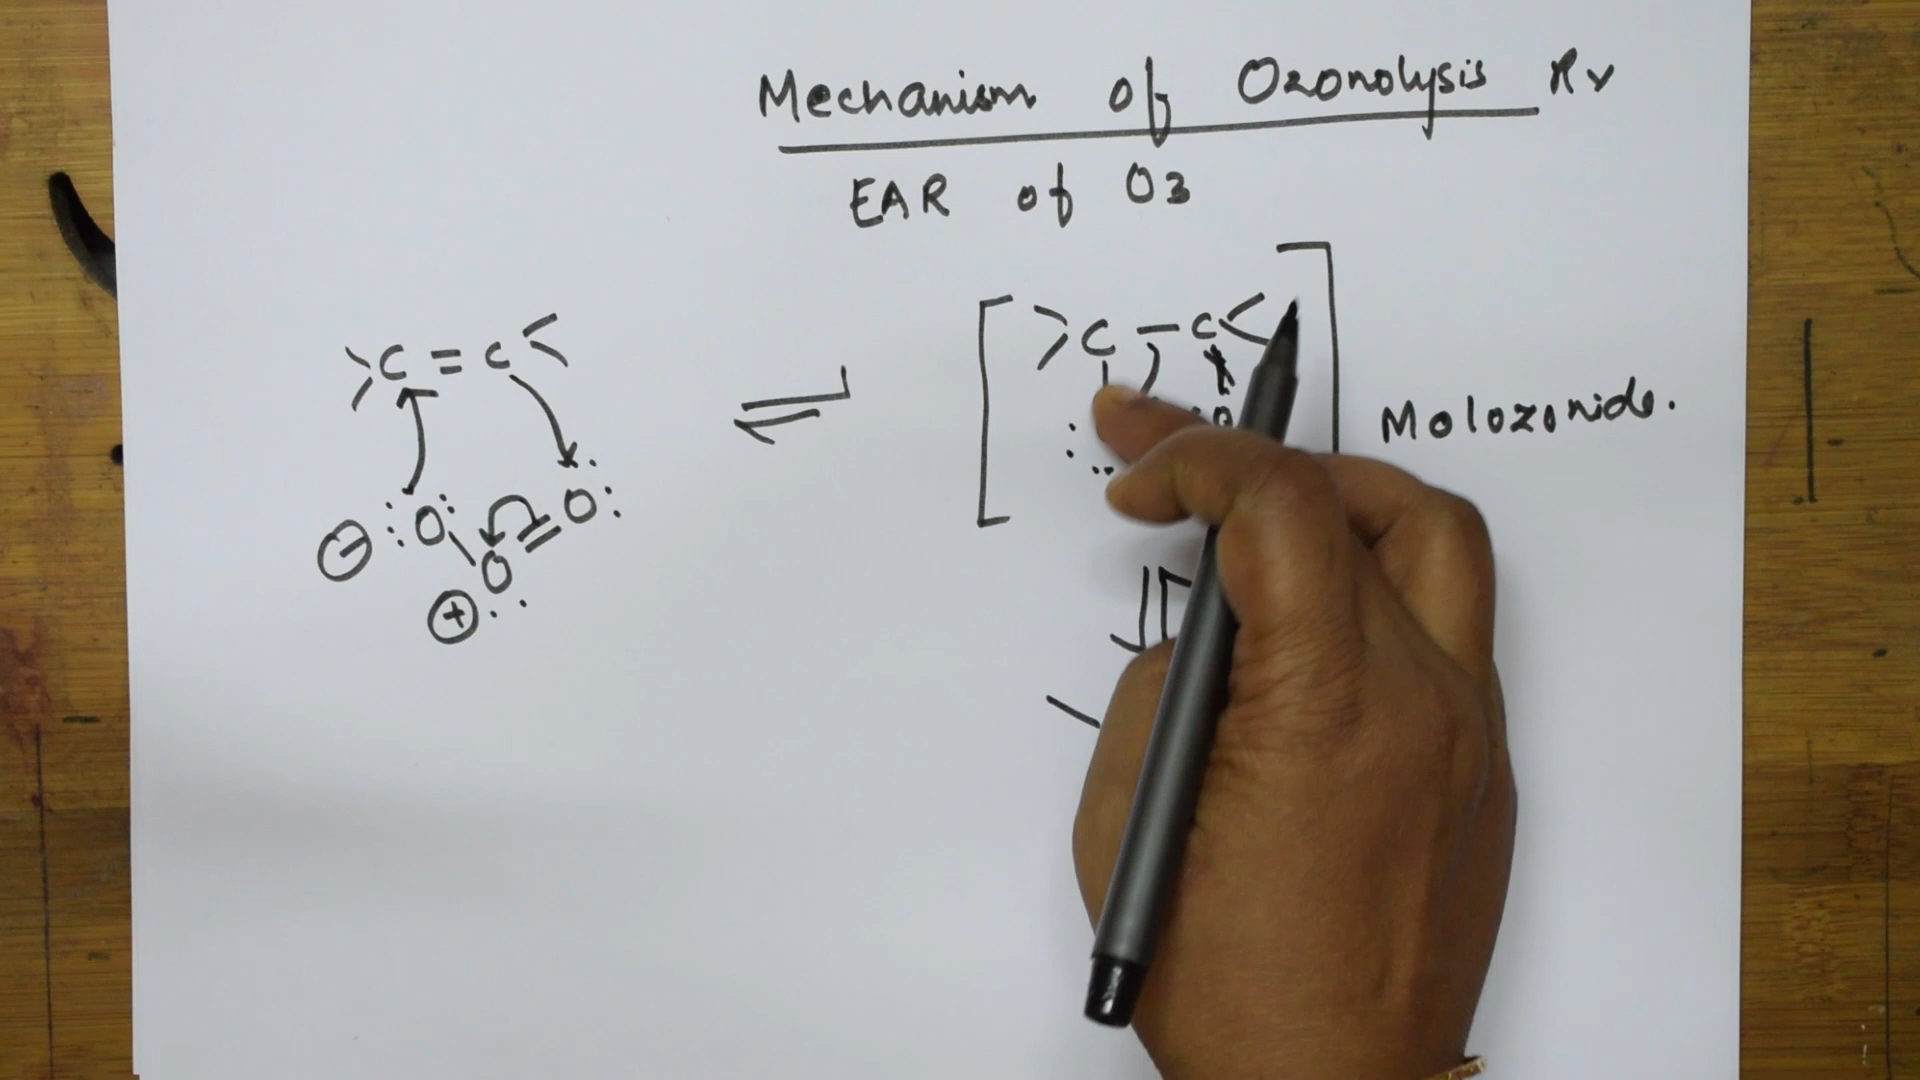 Mechanism of Ozonolysis Rx
EAR of O3
>C = C<
>C - C<
Molozonide.
⊖ :O: O:
O
⊕ ..